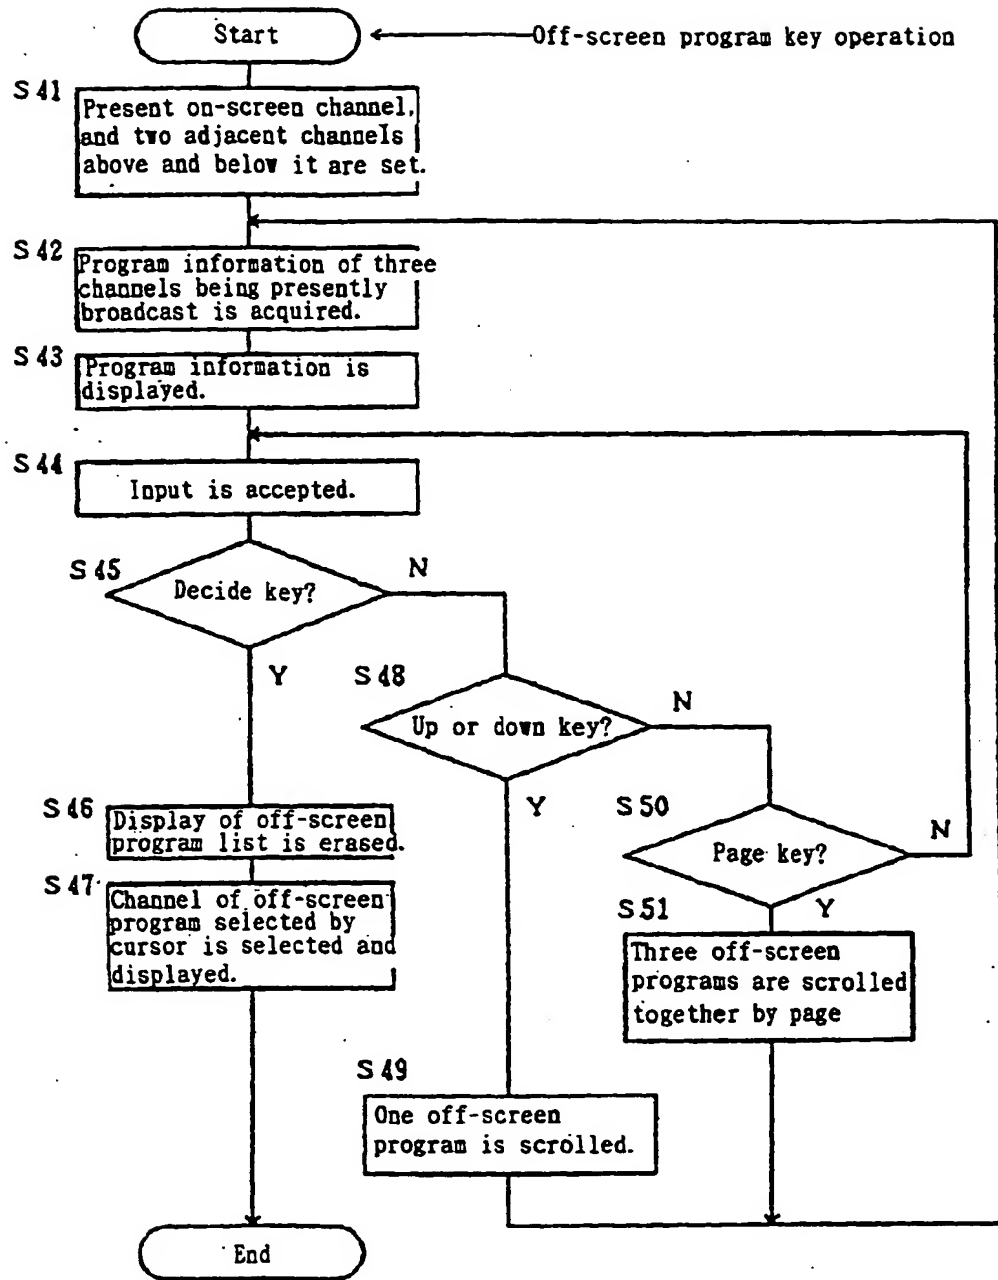 Start
Off-screen program key operation
S41
Present on-screen channel,
and two adjacent channels
above and below it are set.
S42
Program information of three
channels being presently
broadcast is acquired.
S43
Program information is
displayed.
S44
Input is accepted.
S45
Decide key?
N
Y
S48
Up or down key?
N
Y
S46
Display of off-screen
program list is erased.
S50
Page key?
N
Y
S47
Channel of off-screen
program selected by
cursor is selected and
displayed.
S51
Three off-screen
programs are scrolled
together by page
S49
One off-screen
program is scrolled.
End